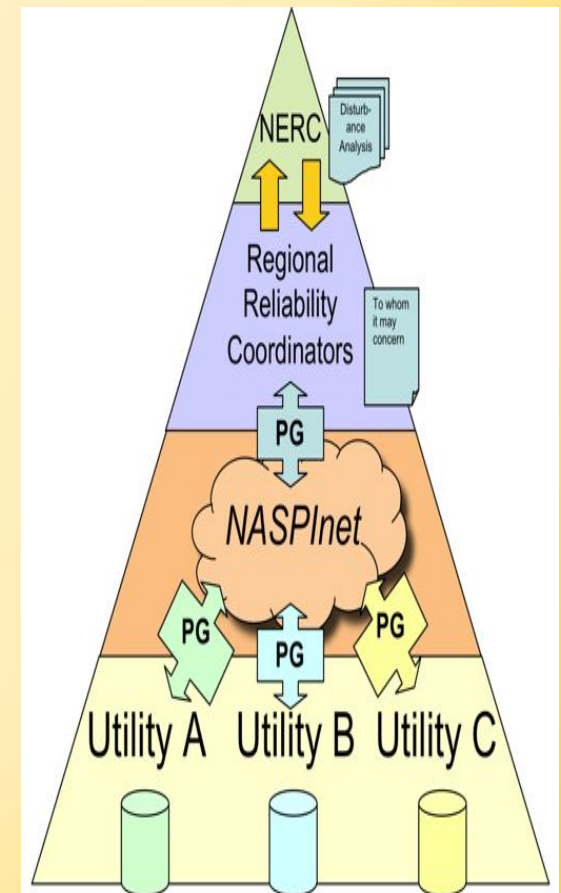 NERC
Disturb-
ance
Analysis
Regional
Reliability
Coordinators
To whom
it may
concern
PG
NASPInet
PG
PG
PG
Utility A Utility B Utility C